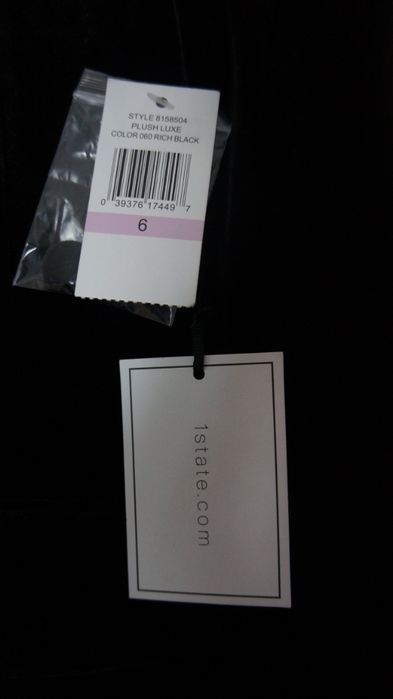 STYLE 8158504
PLUSH LUXE
COLOR 060 RICH BLACK
0 39376 17449 7
6
1state.com